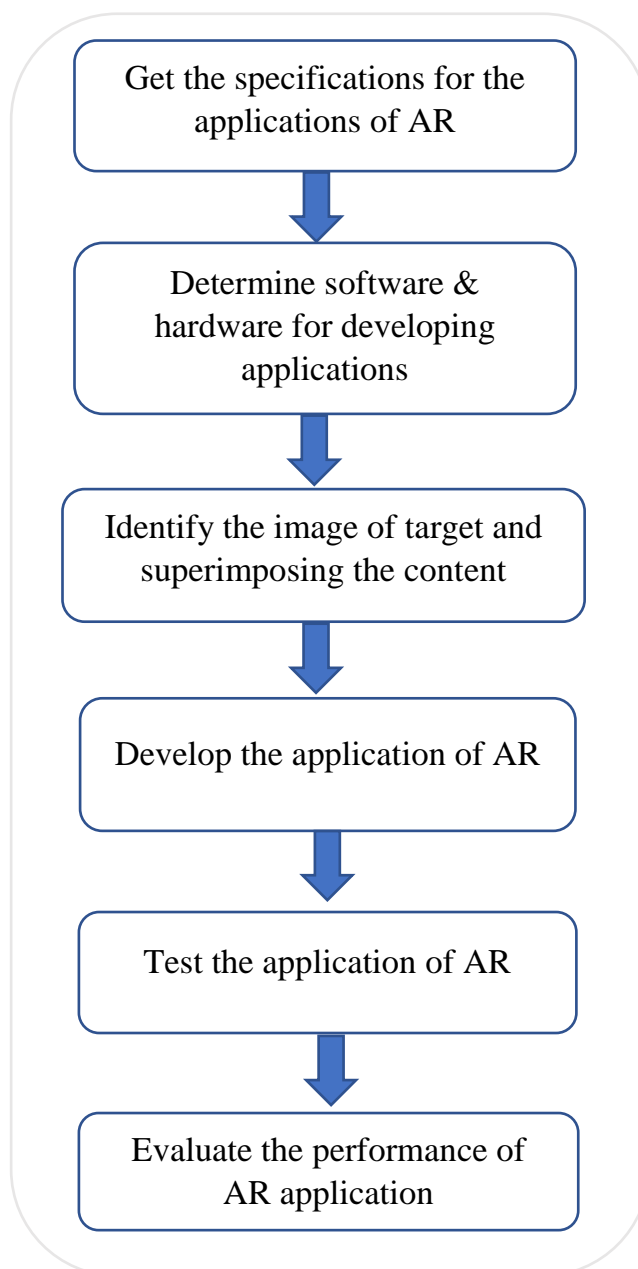 Get the specifications for the
applications of AR
Determine software &
hardware for developing
applications
Identify the image of target and
superimposing the content
Develop the application of AR
Test the application of AR
Evaluate the performance of
AR application